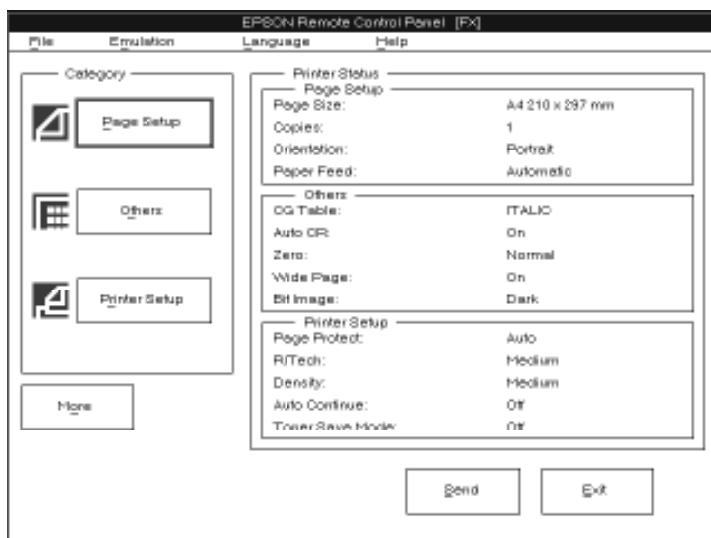 EPSON Remote Control Panel [FX]
File Emulation Language Help
Category
Page Setup
Others
Printer Setup
More
Printer Status
Page Setup
Page Size: A4 210 x 297 mm
Copies: 1
Orientation: Portrait
Paper Feed: Automatic
Others
CG Table: ITALIC
Auto CR: On
Zero: Normal
Wide Page: On
Bit Image: Dark
Printer Setup
Page Protect: Auto
RITech: Medium
Density: Medium
Auto Continue: Off
Toner Save Mode: Off
Send Exit